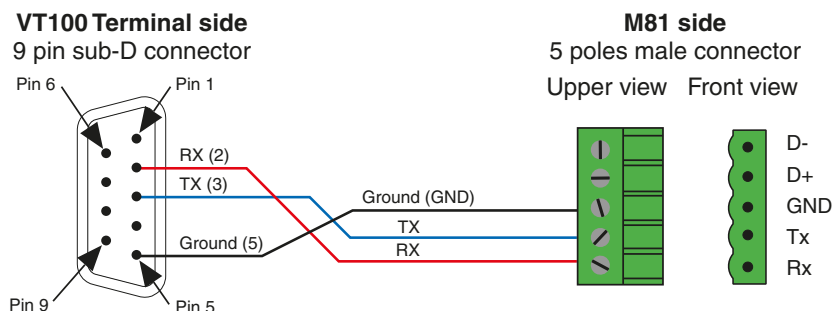 VT100 Terminal side
9 pin sub-D connector
M81 side
5 poles male connector
Pin 6
Pin 1
Upper view
Front view
RX (2)
TX (3)
Ground (5)
Ground (GND)
TX
RX
D-
D+
GND
Tx
Rx
Pin 9
Pin 5